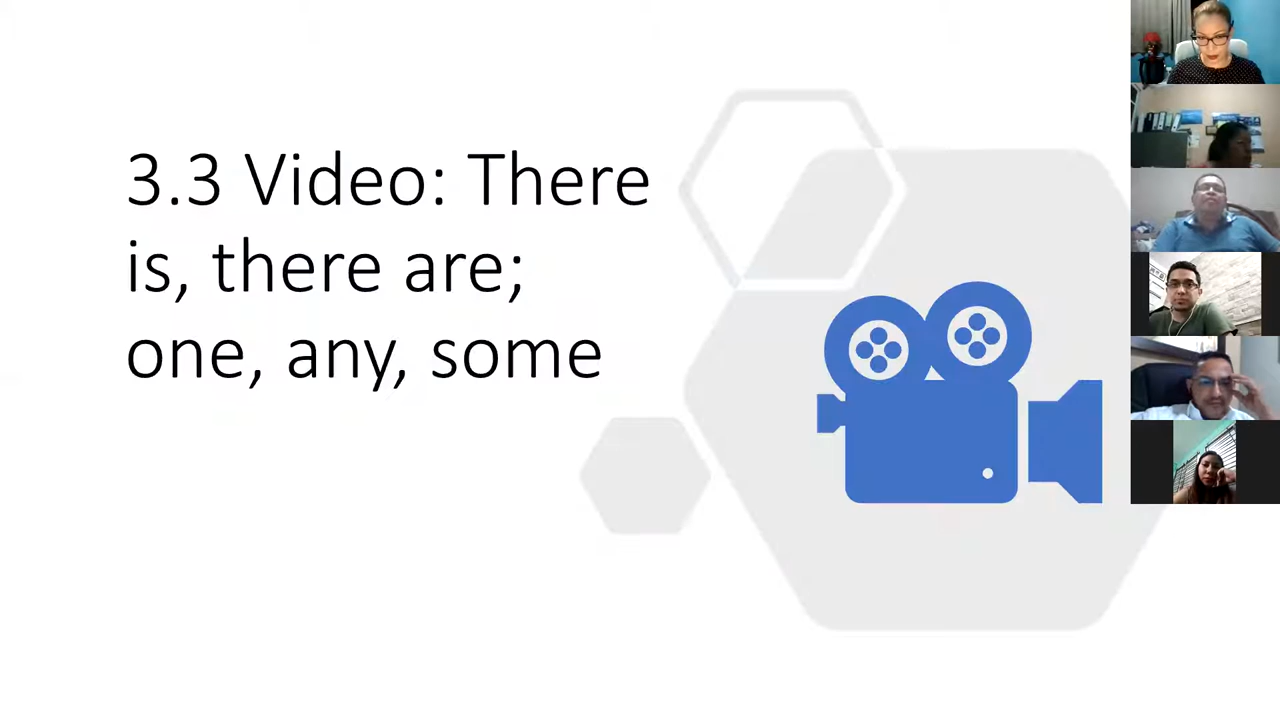 3.3 Video: There
is, there are;
one, any, some